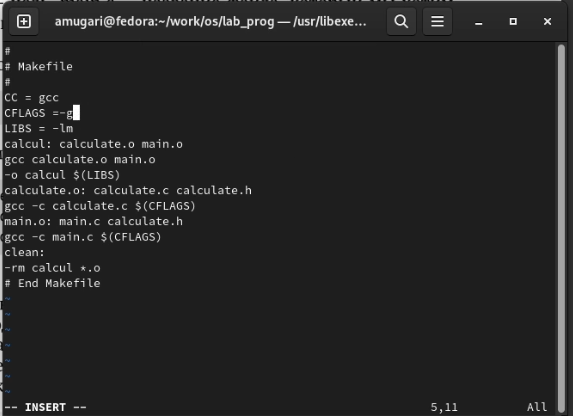 amugari@fedora:~/work/os/lab_prog — /usr/libexe...
#
# Makefile
#
CC = gcc
CFLAGS =-g
LIBS = -lm
calcul: calculate.o main.o
gcc calculate.o main.o
-o calcul $(LIBS)
calculate.o: calculate.c calculate.h
gcc -c calculate.c $(CFLAGS)
main.o: main.c calculate.h
gcc -c main.c $(CFLAGS)
clean:
-rm calcul *.o
# End Makefile
~
~
~
~
~
~
~
-- INSERT -- 5,11 All